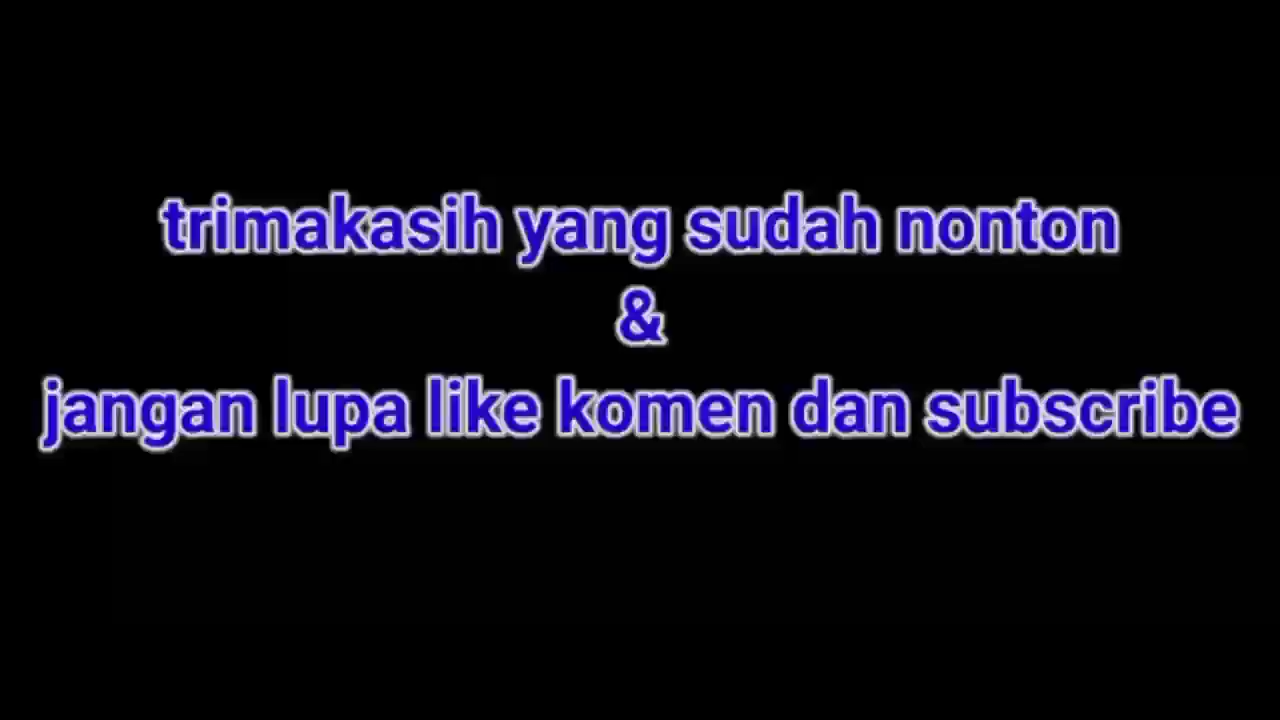 trimakasih yang sudah nonton
&
jangan lupa like komen dan subscribe